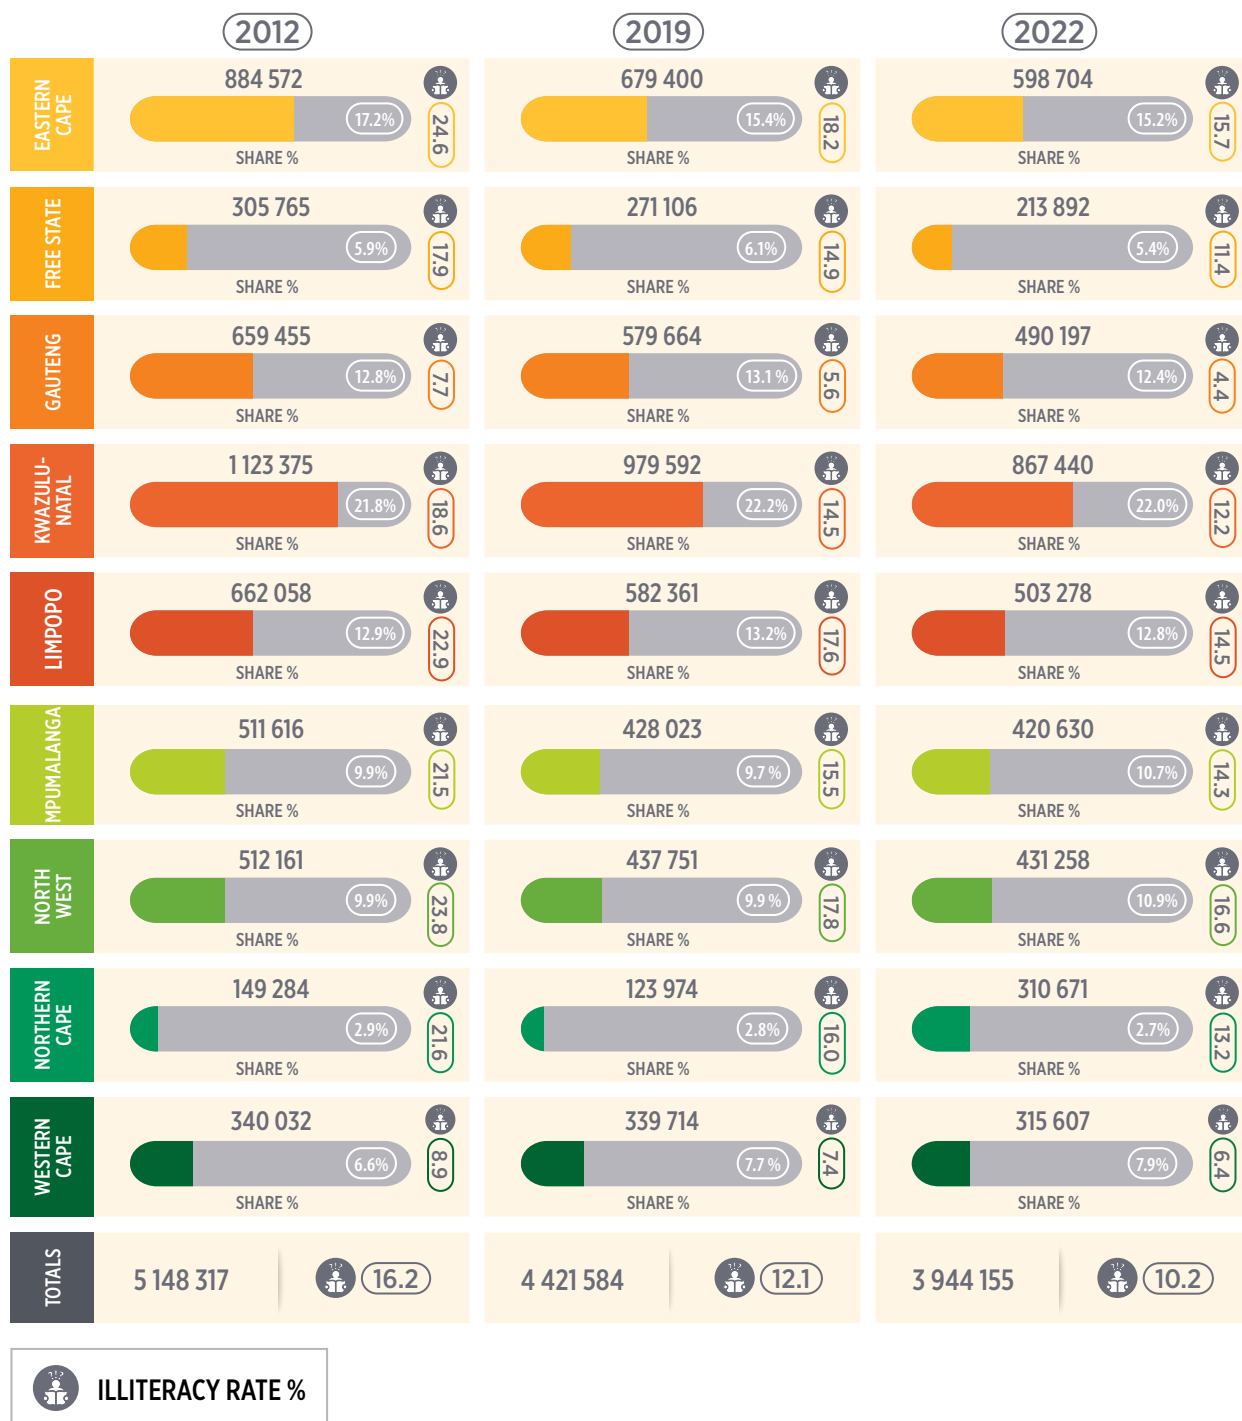 2012
2019
2022
EASTERN
CAPE
884 572
17.2%
SHARE %
24.6
679 400
15.4%
SHARE %
18.2
598 704
15.2%
SHARE %
15.7
FREE STATE
305 765
5.9%
SHARE %
17.9
271 106
6.1%
SHARE %
14.9
213 892
5.4%
SHARE %
11.4
GAUTENG
659 455
12.8%
SHARE %
7.7
579 664
13.1 %
SHARE %
5.6
490 197
12.4%
SHARE %
4.4
KWAZULU-
NATAL
1 123 375
21.8%
SHARE %
18.6
979 592
22.2%
SHARE %
14.5
867 440
22.0%
SHARE %
12.2
LIMPOPO
662 058
12.9%
SHARE %
22.9
582 361
13.2%
SHARE %
17.6
503 278
12.8%
SHARE %
14.5
MPUMALANGA
511 616
9.9%
SHARE %
21.5
428 023
9.7 %
SHARE %
15.5
420 630
10.7%
SHARE %
14.3
NORTH
WEST
512 161
9.9%
SHARE %
23.8
437 751
9.9 %
SHARE %
17.8
431 258
10.9%
SHARE %
16.6
NORTHERN
CAPE
149 284
2.9%
SHARE %
21.6
123 974
2.8%
SHARE %
16.0
310 671
2.7%
SHARE %
13.2
WESTERN
CAPE
340 032
6.6%
SHARE %
8.9
339 714
7.7 %
SHARE %
7.4
315 607
7.9%
SHARE %
6.4
TOTALS
5 148 317
16.2
4 421 584
12.1
3 944 155
10.2
ILLITERACY RATE %